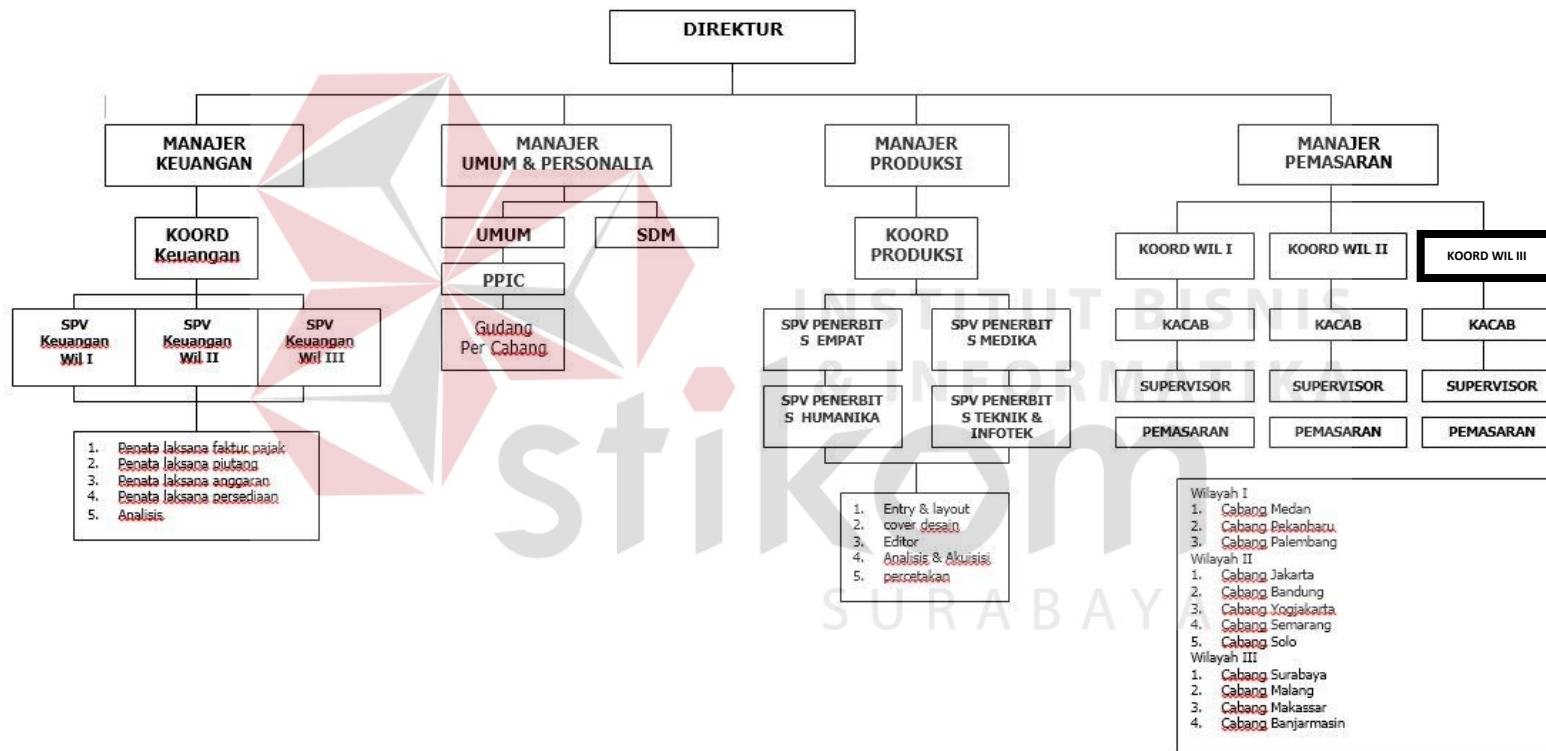 DIREKTUR
MANAJER
KEUANGAN
MANAJER
UMUM & PERSONALIA
MANAJER
PRODUKSI
MANAJER
PEMASARAN
KOORD
Keuangan
UMUM
SDM
KOORD
PRODUKSI
KOORD WIL I
KOORD WIL II
KOORD WIL III
PPIC
Gudang
Per Cabang
SPV
Keuangan
Wil I
SPV
Keuangan
Wil II
SPV
Keuangan
Wil III
SPV PENERBIT
S EMPAT
SPV PENERBIT
S MEDIKA
SPV PENERBIT
S HUMANIKA
SPV PENERBIT
S TEKNIK &
INFOTEK
KACAB
KACAB
KACAB
SUPERVISOR
SUPERVISOR
SUPERVISOR
PEMASARAN
PEMASARAN
PEMASARAN
1. Penata laksana faktur pajak
2. Penata laksana piutang
3. Penata laksana anggaran
4. Penata laksana persediaan
5. Analisis
1. Entry & layout
2. cover desain
3. Editor
4. Analisis & Akuisisi
5. percetakan
Wilayah I
1. Cabang Medan
2. Cabang Pekanbaru
3. Cabang Palembang
Wilayah II
1. Cabang Jakarta
2. Cabang Bandung
3. Cabang Yogjakarta
4. Cabang Semarang
5. Cabang Solo
Wilayah III
1. Cabang Surabaya
2. Cabang Malang
3. Cabang Makassar
4. Cabang Banjarmasin
INSTITUT BISNIS
& INFORMATIKA
stikom
SURABAYA